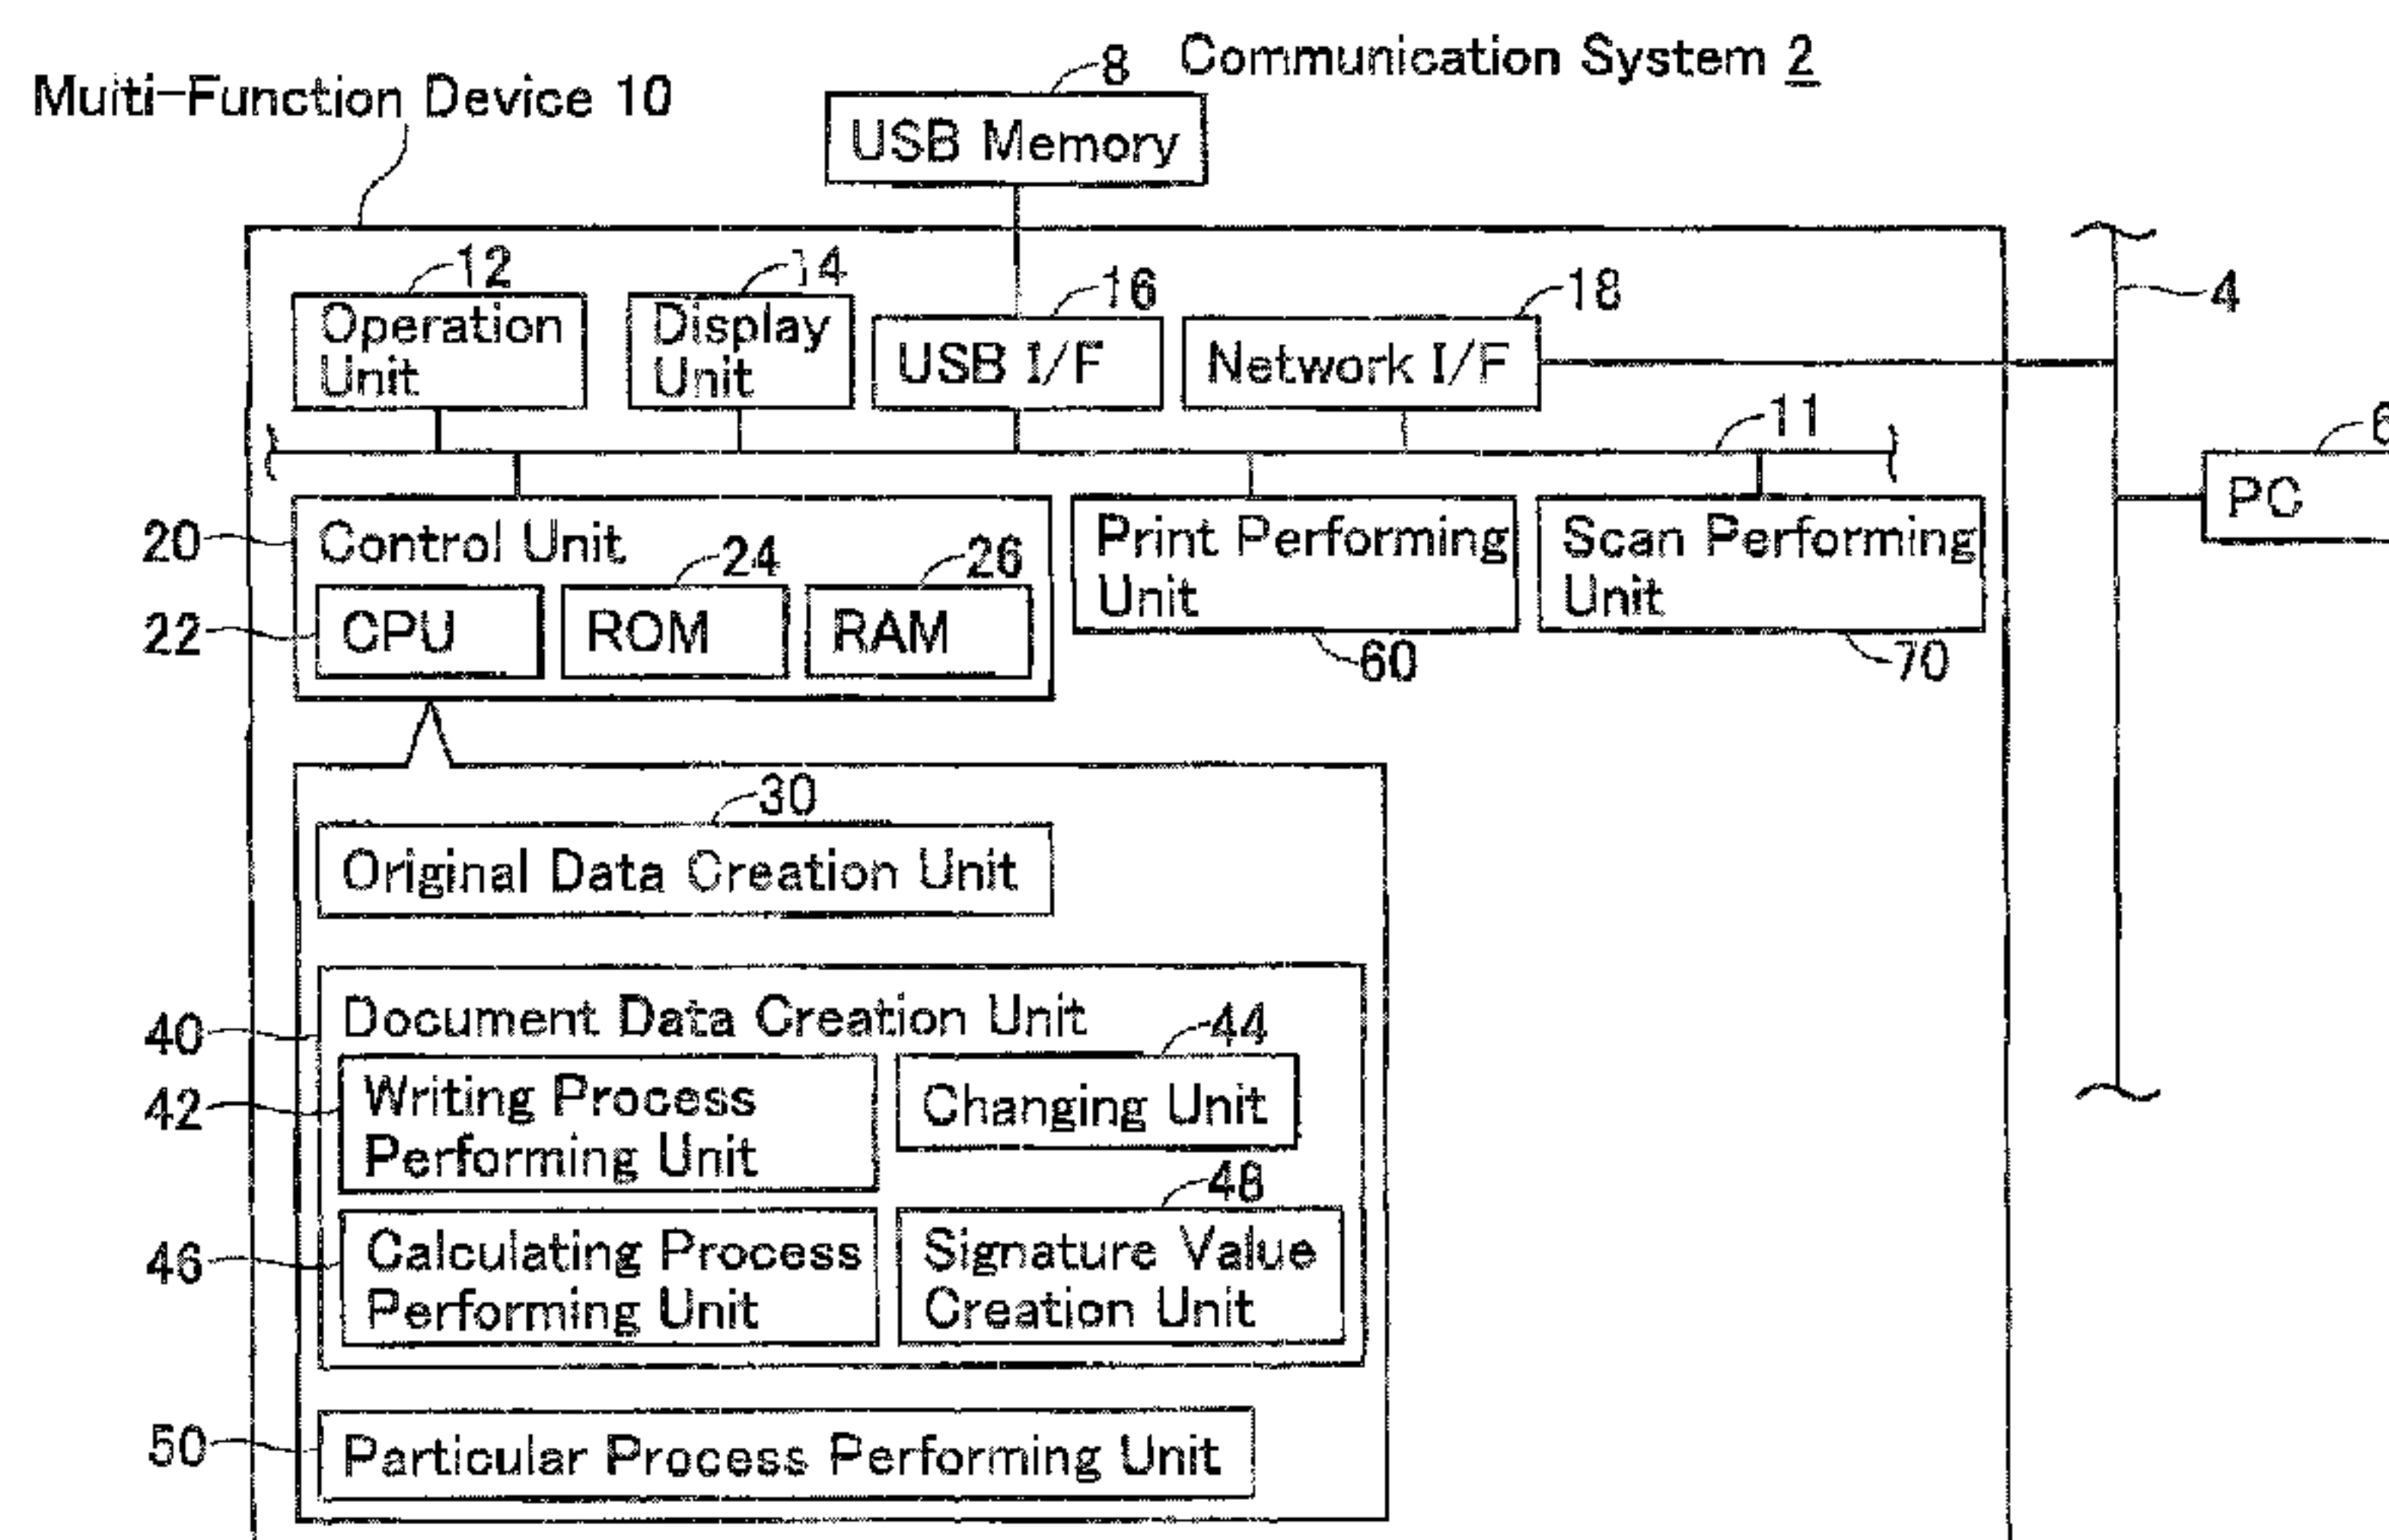 Communication System 2
Multi-Function Device 10
8
USB Memory
12
14
16
18
4
Operation
Unit
Display
Unit
USB I/F
Network I/F
11
6
PC
20
Control Unit
24
26
22
CPU
ROM
RAM
Print Performing
Unit
60
Scan Performing
Unit
70
30
Original Data Creation Unit
40
Document Data Creation Unit
44
42
Writing Process
Performing Unit
Changing Unit
48
46
Calculating Process
Performing Unit
Signature Value
Creation Unit
50
Particular Process Performing Unit